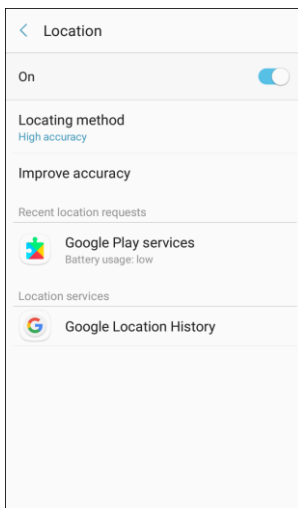 Location
On
Locating method
High accuracy
Improve accuracy
Recent location requests
Google Play services
Battery usage: low
Location services
Google Location History